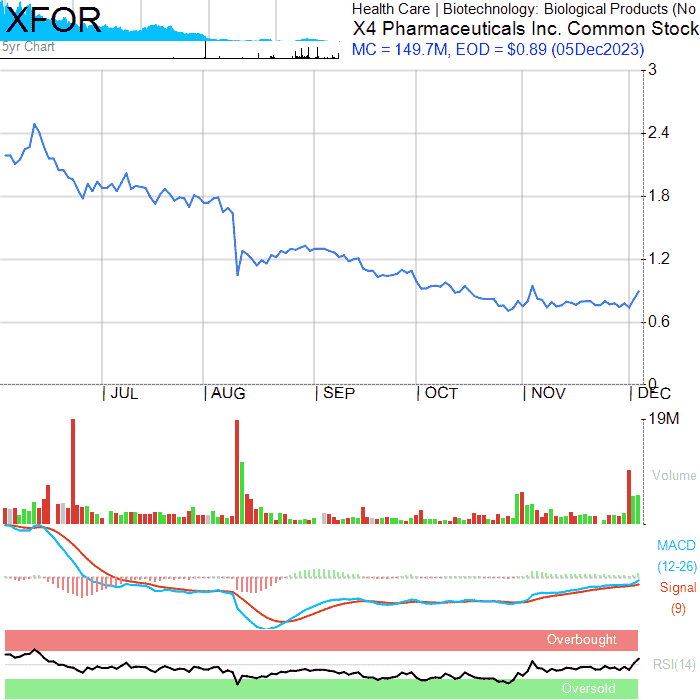 XFOR
5yr Chart
Health Care | Biotechnology: Biological Products (No
X4 Pharmaceuticals Inc. Common Stock
MC = 149.7M, EOD = $0.89 (05Dec2023)
3
2.4
1.8
1.2
0.6
0
| JUL | AUG | SEP | OCT | NOV | DEC
19M
Volume
MACD
(12-26)
Signal
(9)
Overbought
RSI(14)
Oversold